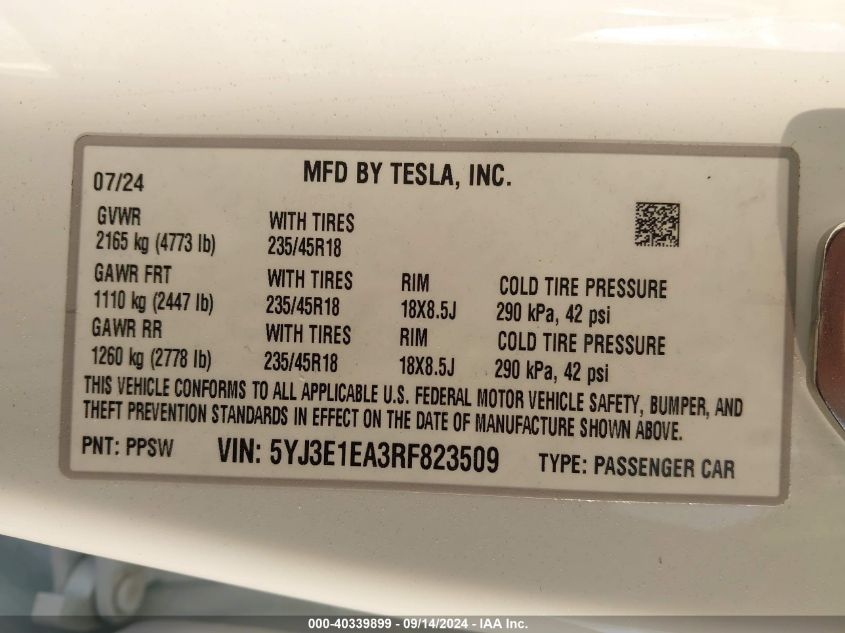 MFD BY TESLA, INC.
07/24
GVWR
2165 kg (4773 lb)
WITH TIRES
235/45R18
GAWR FRT
1110 kg (2447 lb)
WITH TIRES
235/45R18
RIM
18X8.5J
COLD TIRE PRESSURE
290 kPa, 42 psi
GAWR RR
1260 kg (2778 lb)
WITH TIRES
235/45R18
RIM
18X8.5J
COLD TIRE PRESSURE
290 kPa, 42 psi
THIS VEHICLE CONFORMS TO ALL APPLICABLE U.S. FEDERAL MOTOR VEHICLE SAFETY, BUMPER, AND
THEFT PREVENTION STANDARDS IN EFFECT ON THE DATE OF MANUFACTURE SHOWN ABOVE.
PNT: PPSW
VIN: 5YJ3E1EA3RF823509
TYPE: PASSENGER CAR
000-40339899 - 09/14/2024 - IAA Inc.